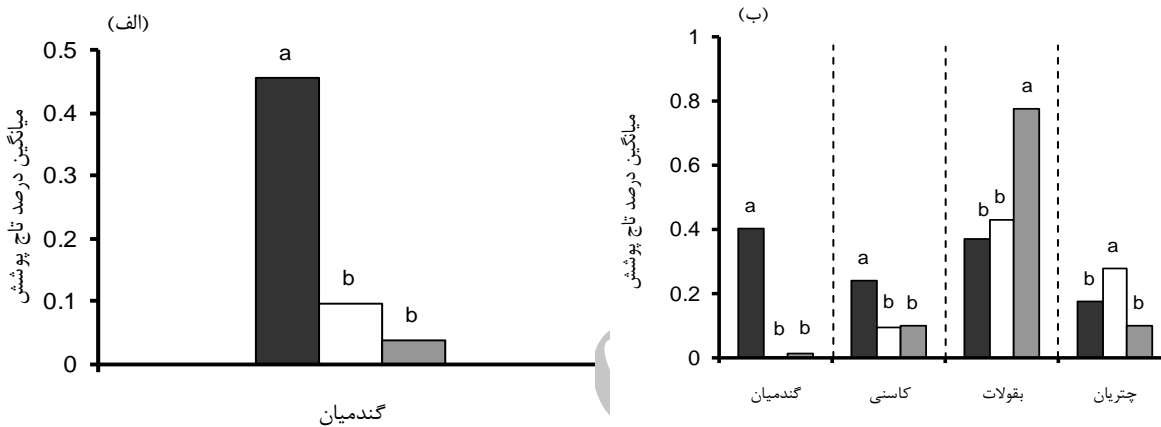 (الف)
میانگین درصد تاج پوشش
0.5
0.4
0.3
0.2
0.1
0
a
b
b
گندمیان
(ب)
میانگین درصد تاج پوشش
1
0.8
0.6
0.4
0.2
0
a
b b
a
b b
b b
a
b
a
b
گندمیان
کاسنی
بقولات
چتریان